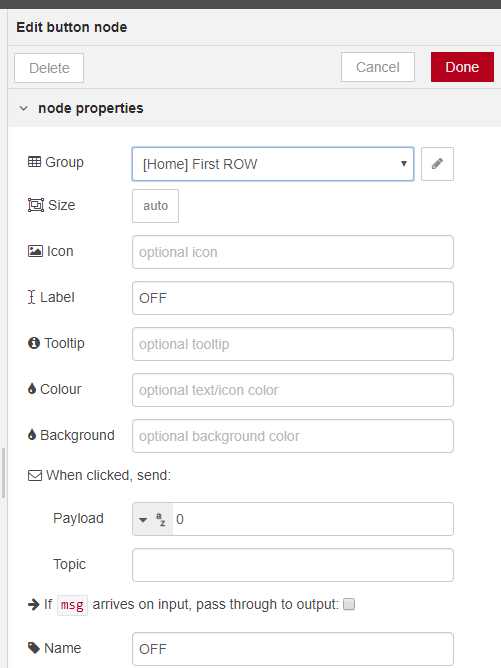 Edit button node
Delete Cancel Done
node properties
Group [Home] First ROW
Size auto
Icon optional icon
Label OFF
Tooltip optional tooltip
Colour optional text/icon color
Background optional background color
When clicked, send:
Payload az 0
Topic
If msg arrives on input, pass through to output:
Name OFF